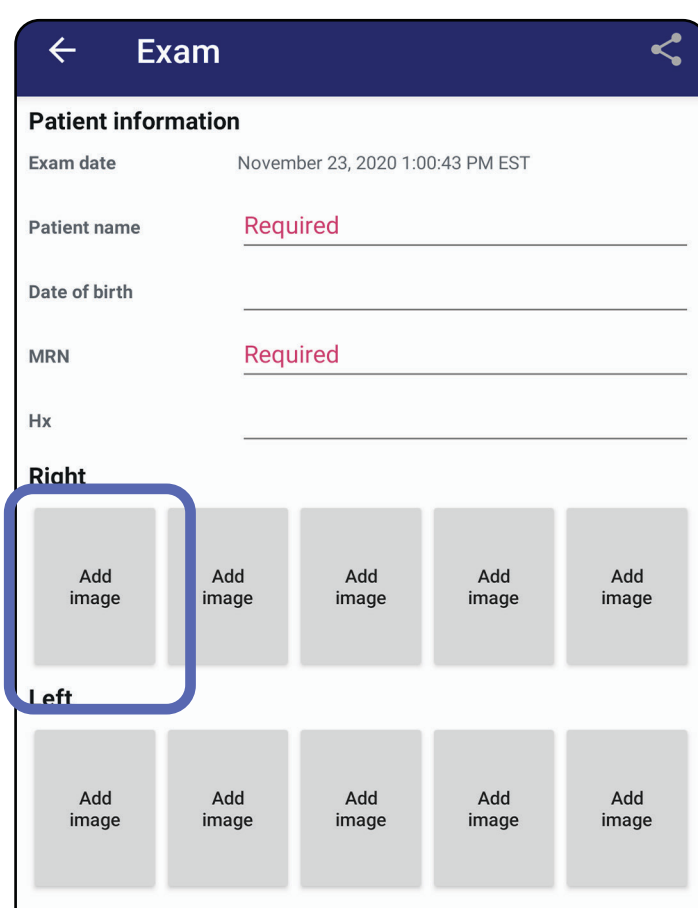 Exam
Patient information
Exam date November 23, 2020 1:00:43 PM EST
Patient name Required
Date of birth
MRN Required
Hx
Right
Add image Add image Add image Add image Add image
Left
Add image Add image Add image Add image Add image